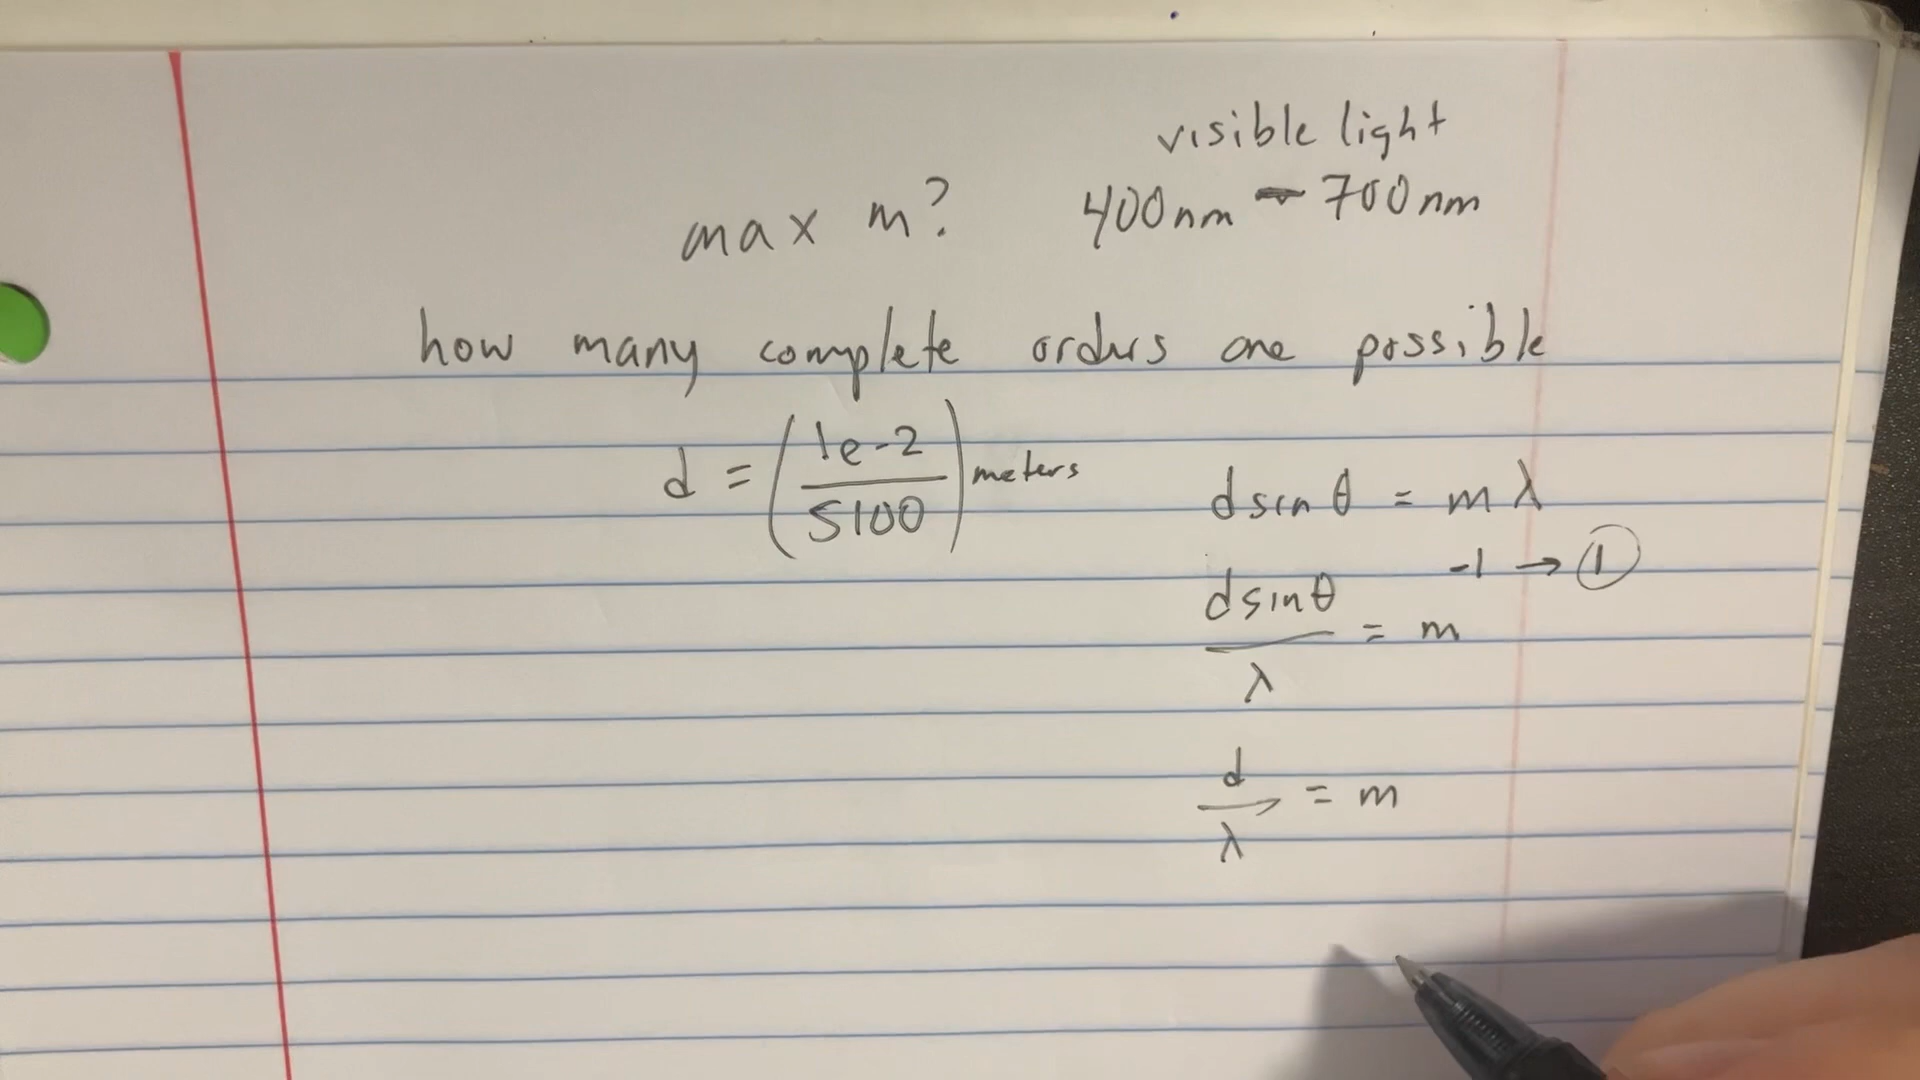 visible light
max m? 400nm - 700nm
how many complete orders are possible
d = (1e-2/5100) meters
d sin θ = m λ
-1 → ①
d sin θ / λ = m
d / λ = m